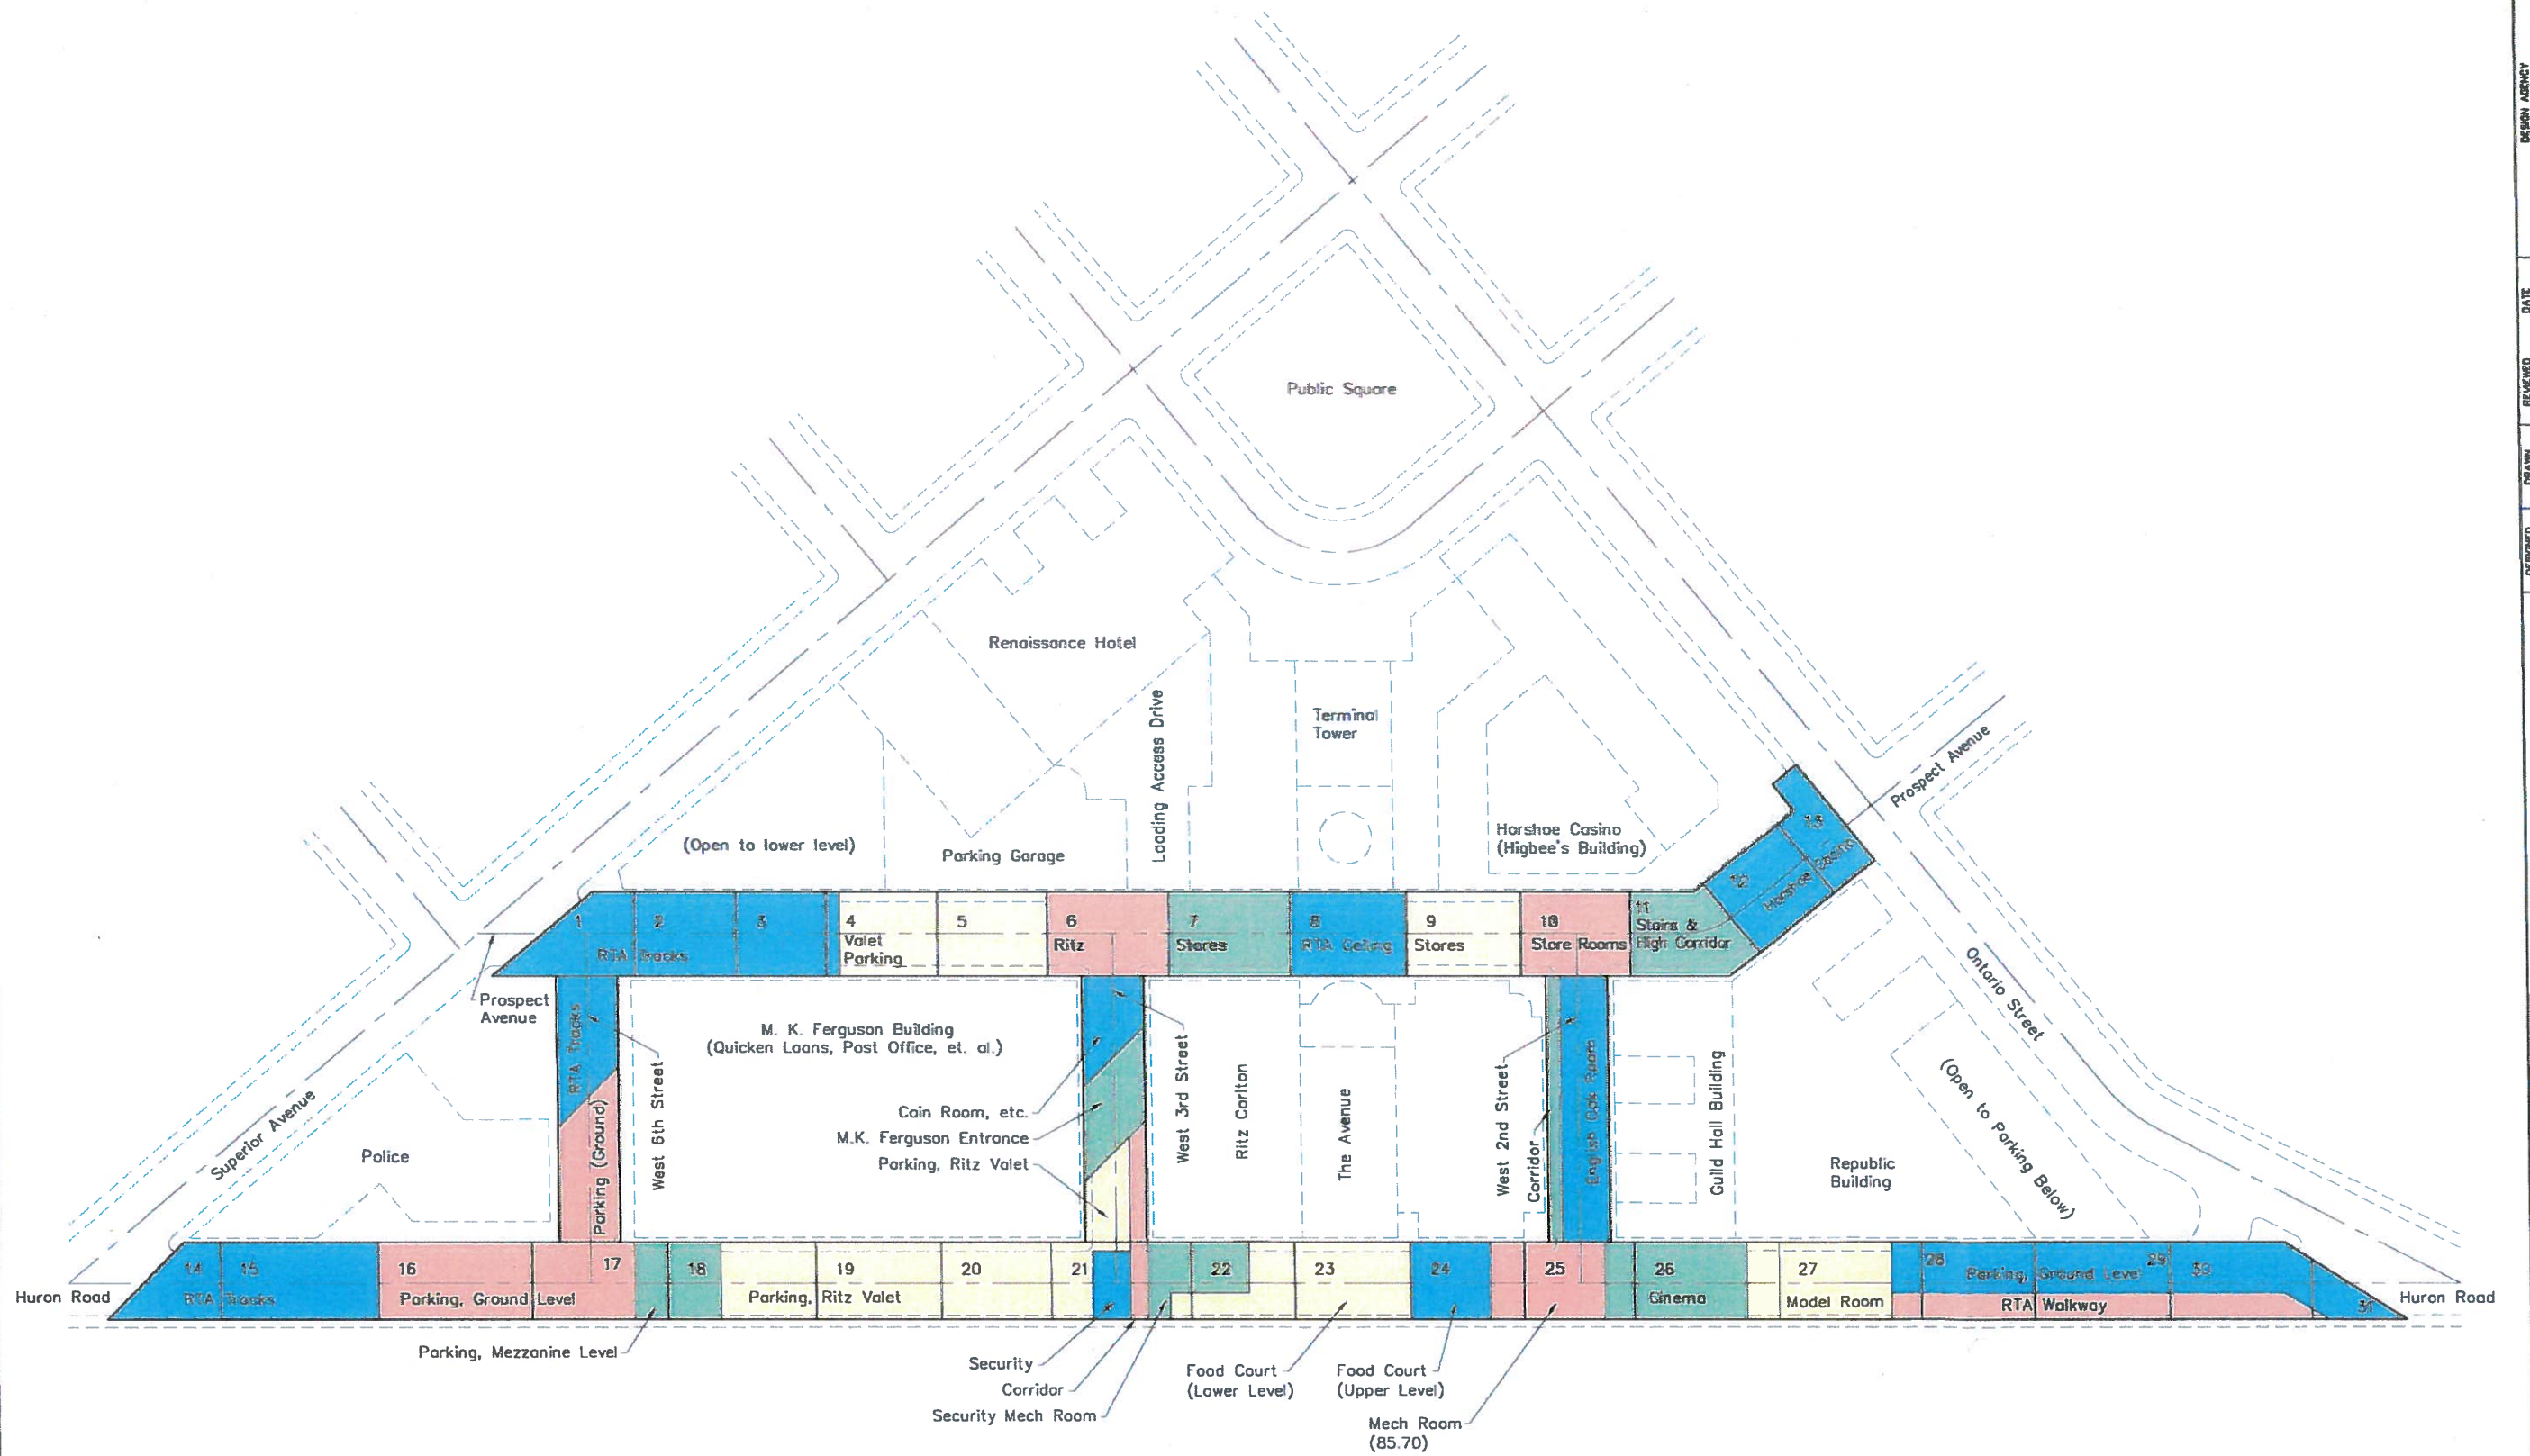 DESIGN AGENCY
DATE
REVIEWED
DRAWN
DESIGNED
Public Square
Renaissance Hotel
Loading Access Drive
Terminal
Tower
Prospect Avenue
(Open to lower level)
Parking Garage
Horshoe Casino
(Higbee's Building)
13
12
Horshoe Casino
1
2
3
RTA Tracks
4
Valet
Parking
5
6
Ritz
7
Stores
8
RTA Ceiling
9
Stores
10
Store Rooms
11
Stairs &
High Corridor
Ontario Street
Prospect
Avenue
RTA Tracks
Parking (Ground)
West 6th Street
M. K. Ferguson Building
(Quicken Loans, Post Office, et. al.)
Coin Room, etc.
M.K. Ferguson Entrance
Parking, Ritz Valet
West 3rd Street
Ritz Carlton
The Avenue
West 2nd Street
Corridor
English Oak Room
Guild Hall Building
Republic
Building
(Open to Parking Below)
Superior Avenue
Police
Huron Road
14
15
RTA Tracks
16
Parking, Ground Level
17
18
Parking, Ritz Valet
19
20
21
22
23
24
25
26
Cinema
27
Model Room
28
Parking, Ground Level
29
30
RTA Walkway
31
Huron Road
Parking, Mezzanine Level
Security
Corridor
Security Mech Room
Food Court
(Lower Level)
Food Court
(Upper Level)
Mech Room
(85.70)